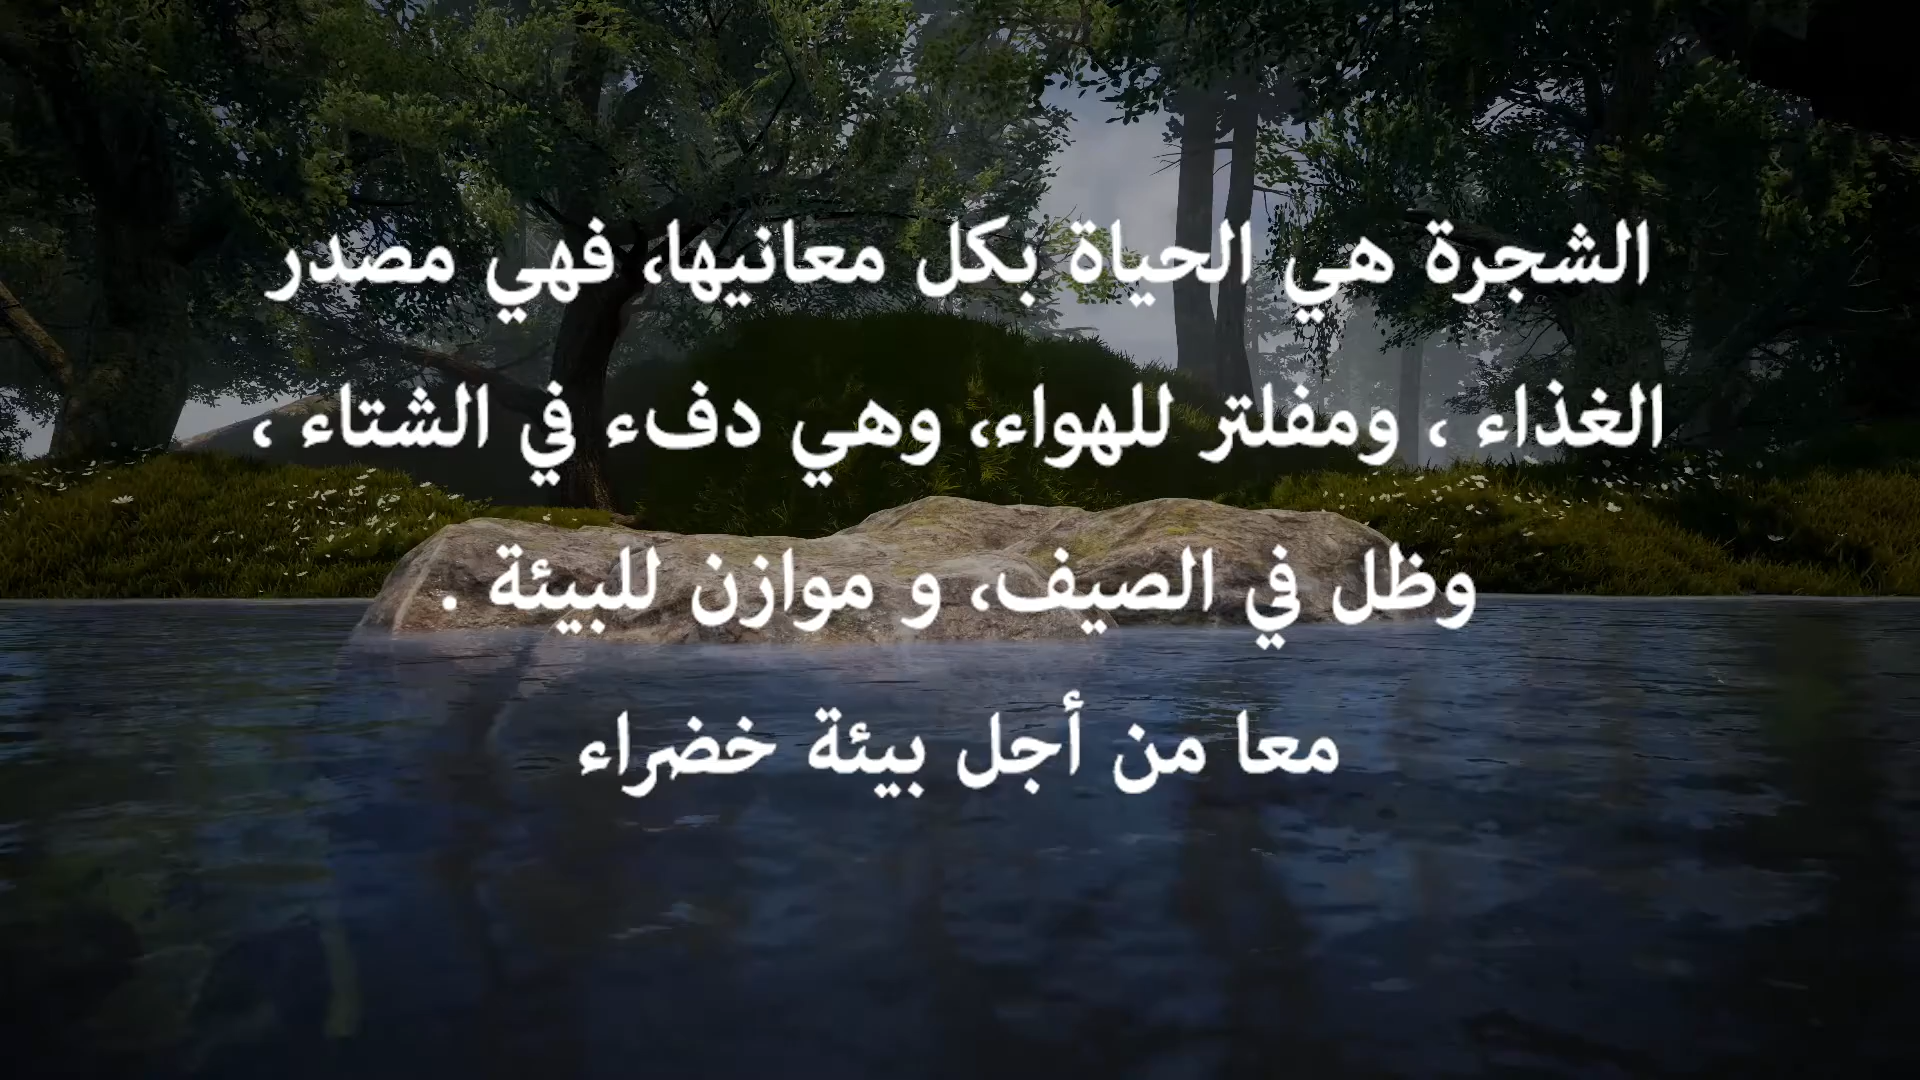 الشجرة هي الحياة بكل معانيها، فهي مصدر
الغذاء ، ومفلتر للهواء، وهي دفء في الشتاء ،
وظل في الصيف، و موازن للبيئة .
معا من أجل بيئة خضراء